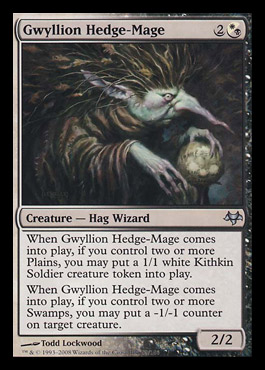 Gwyllion Hedge-Mage 2
Creature — Hag Wizard
When Gwyllion Hedge-Mage comes
into play, if you control two or more
Plains, you may put a 1/1 white Kithkin
Soldier creature token into play.
When Gwyllion Hedge-Mage comes
into play, if you control two or more
Swamps, you may put a -1/-1 counter
on target creature.
Todd Lockwood
2/2